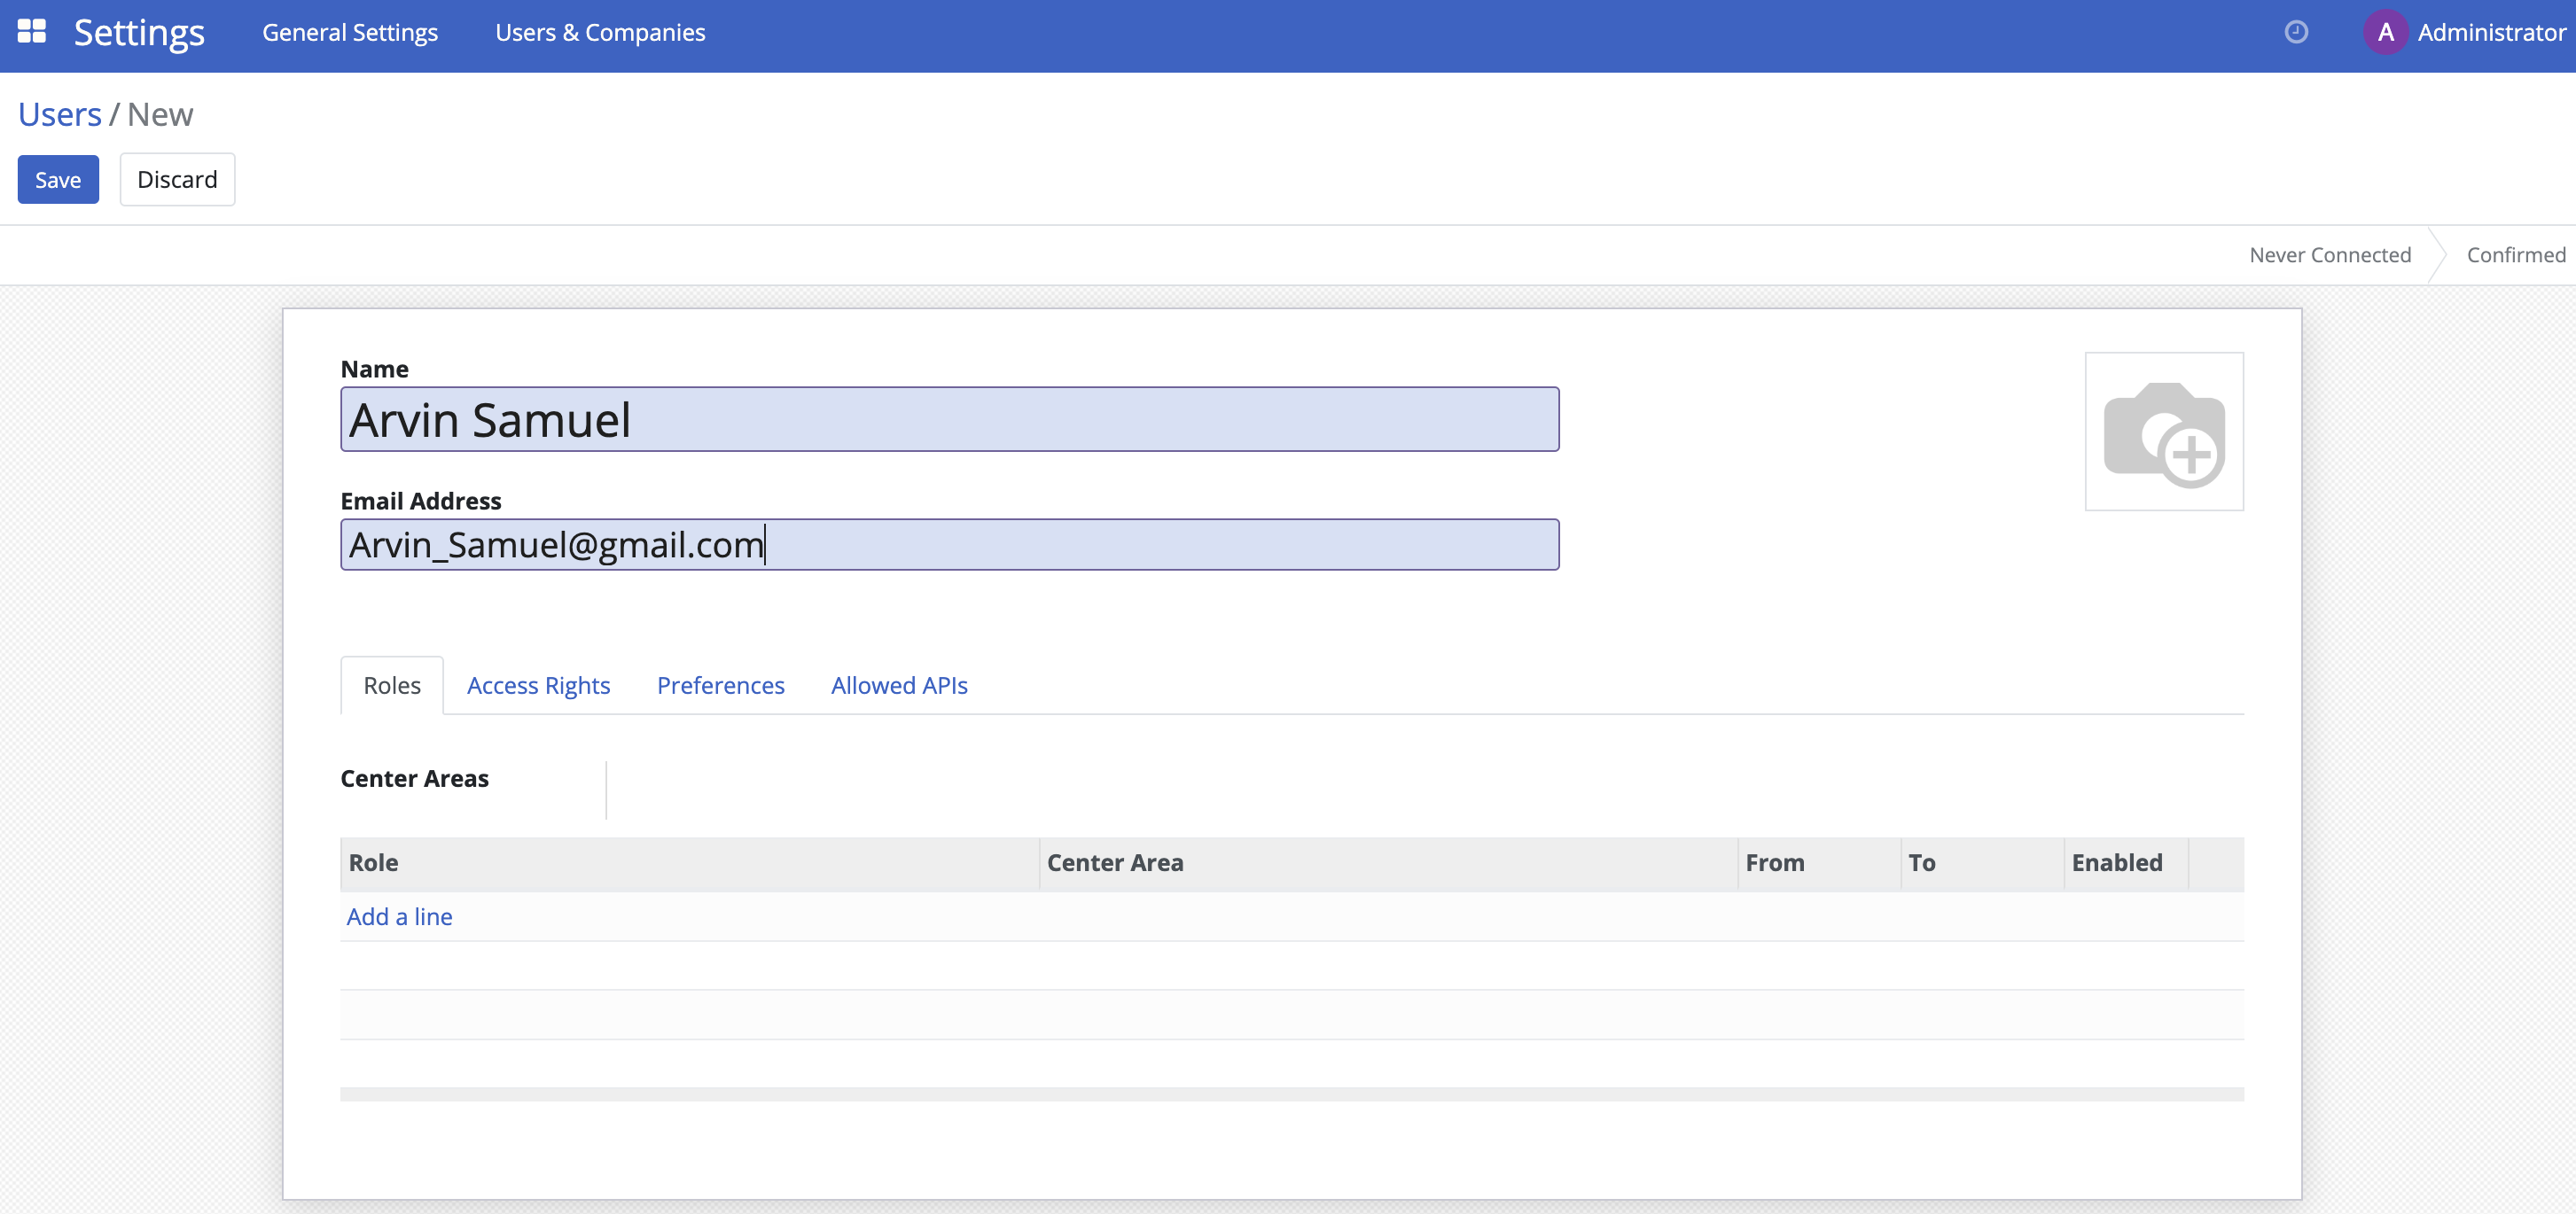 Settings General Settings Users & Companies A Administrator
Users / New
Save Discard
Never Connected Confirmed
Name
Arvin Samuel
Email Address
Arvin_Samuel@gmail.com
Roles Access Rights Preferences Allowed APIs
Center Areas
Role Center Area From To Enabled
Add a line